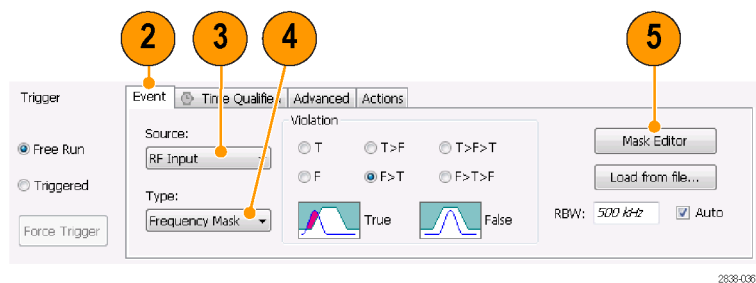 2 3 4 5
Trigger
Event Time Qualifier Advanced Actions
Free Run
Triggered
Force Trigger
Source:
RF Input
Type:
Frequency Mask
Violation
T T>F T>F>T
F F>T F>T>F
True False
Mask Editor
Load from file...
RBW: 500 kHz Auto
2838-036